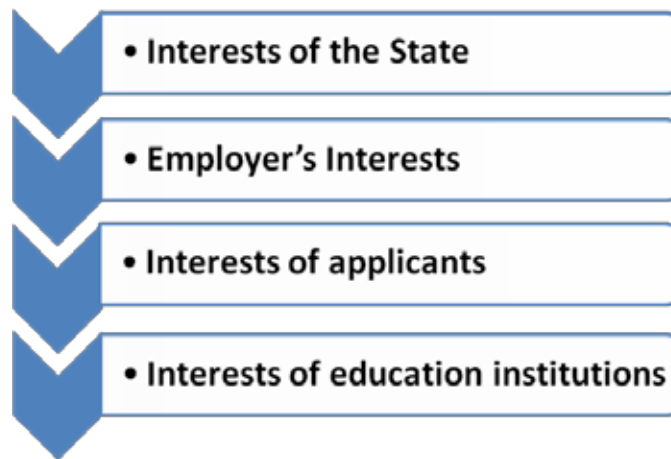 • Interests of the State
• Employer’s Interests
• Interests of applicants
• Interests of education institutions